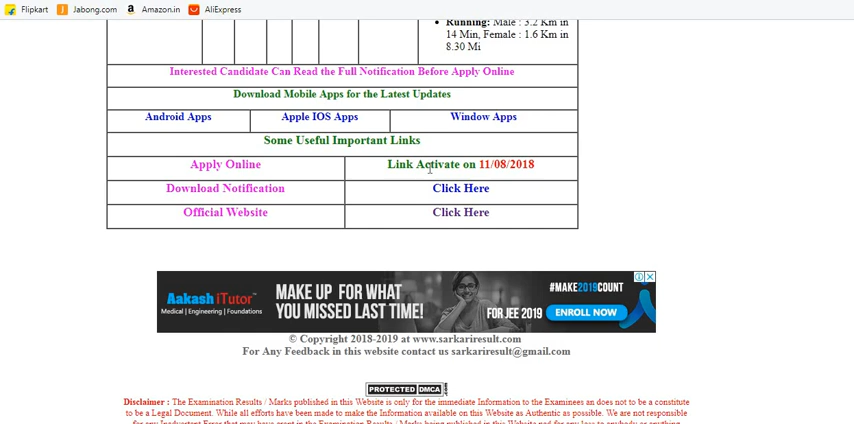 Flipkart Jabong.com Amazon.in AliExpress
Running: Male : 3.2 Km in
14 Min, Female : 1.6 Km in
8.30 Mi
Interested Candidate Can Read the Full Notification Before Apply Online
Download Mobile Apps for the Latest Updates
Android Apps Apple IOS Apps Window Apps
Some Useful Important Links
Apply Online Link Activate on 11/08/2018
Download Notification Click Here
Official Website Click Here
Aakash iTutor
Medical | Engineering | Foundations
MAKE UP FOR WHAT
YOU MISSED LAST TIME!
#MAKE2019COUNT
FOR JEE 2019 ENROLL NOW
© Copyright 2018-2019 at www.sarkariresult.com
For Any Feedback in this website contact us sarkariresult@gmail.com
PROTECTED DMCA
Disclaimer : The Examination Results / Marks published in this Website is only for the immediate Information to the Examinees an does not to be a constitute
to be a Legal Document. While all efforts have been made to make the Information available on this Website as Authentic as possible. We are not responsible